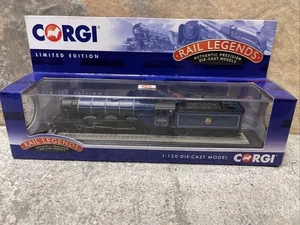 CORGI
LIMITED EDITION
RAIL LEGENDS
AUTHENTIC PRECISION
DIE-CAST MODELS
RAIL LEGENDS
1:120 DIE-CAST MODEL
CORGI